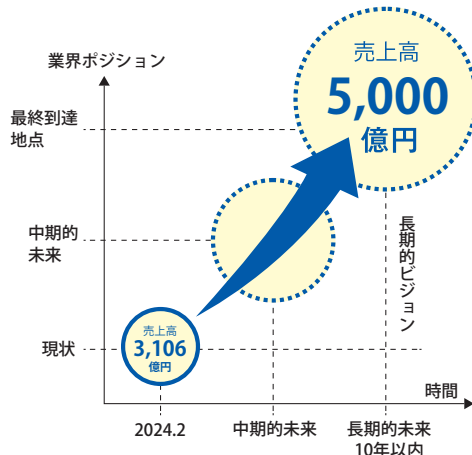 業界ポジション
売上高
5,000
億円
最終到達
地点
中期的
未来
長期的ビジョン
現状
売上高
3,106
億円
時間
2024.2
中期的未来
長期的未来
10年以内